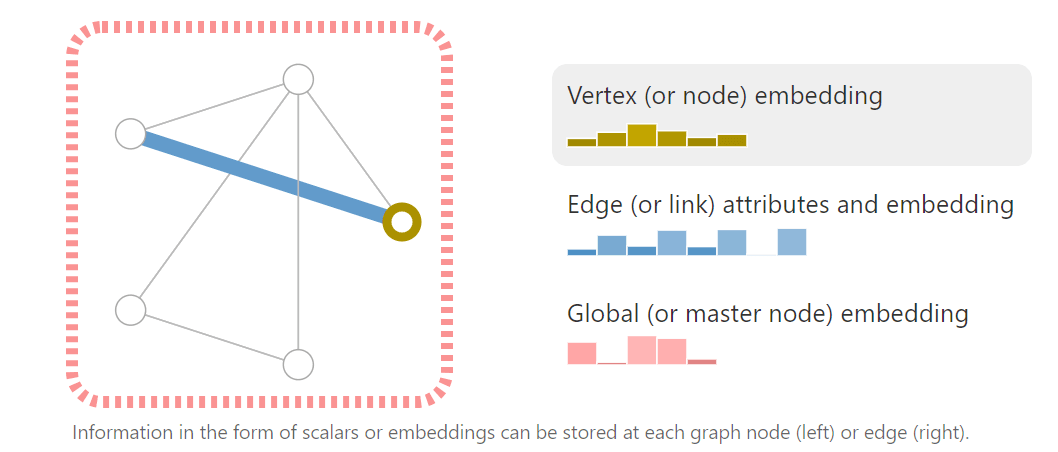 Vertex (or node) embedding
Edge (or link) attributes and embedding
Global (or master node) embedding
Information in the form of scalars or embeddings can be stored at each graph node (left) or edge (right).